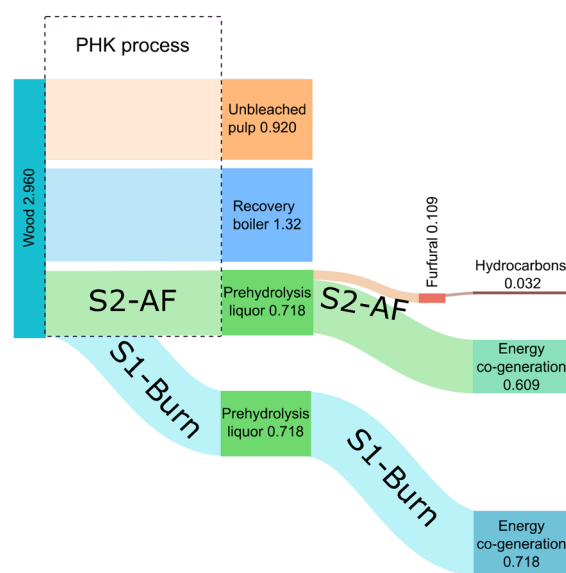 PHK process
Wood 2.960
Unbleached
pulp 0.920
Recovery
boiler 1.32
S2-AF
Prehydrolysis
liquor 0.718
S2-AF
Furfural 0.109
Hydrocarbons
0.032
Energy
co-generation
0.609
S1-Burn
Prehydrolysis
liquor 0.718
S1-Burn
Energy
co-generation
0.718